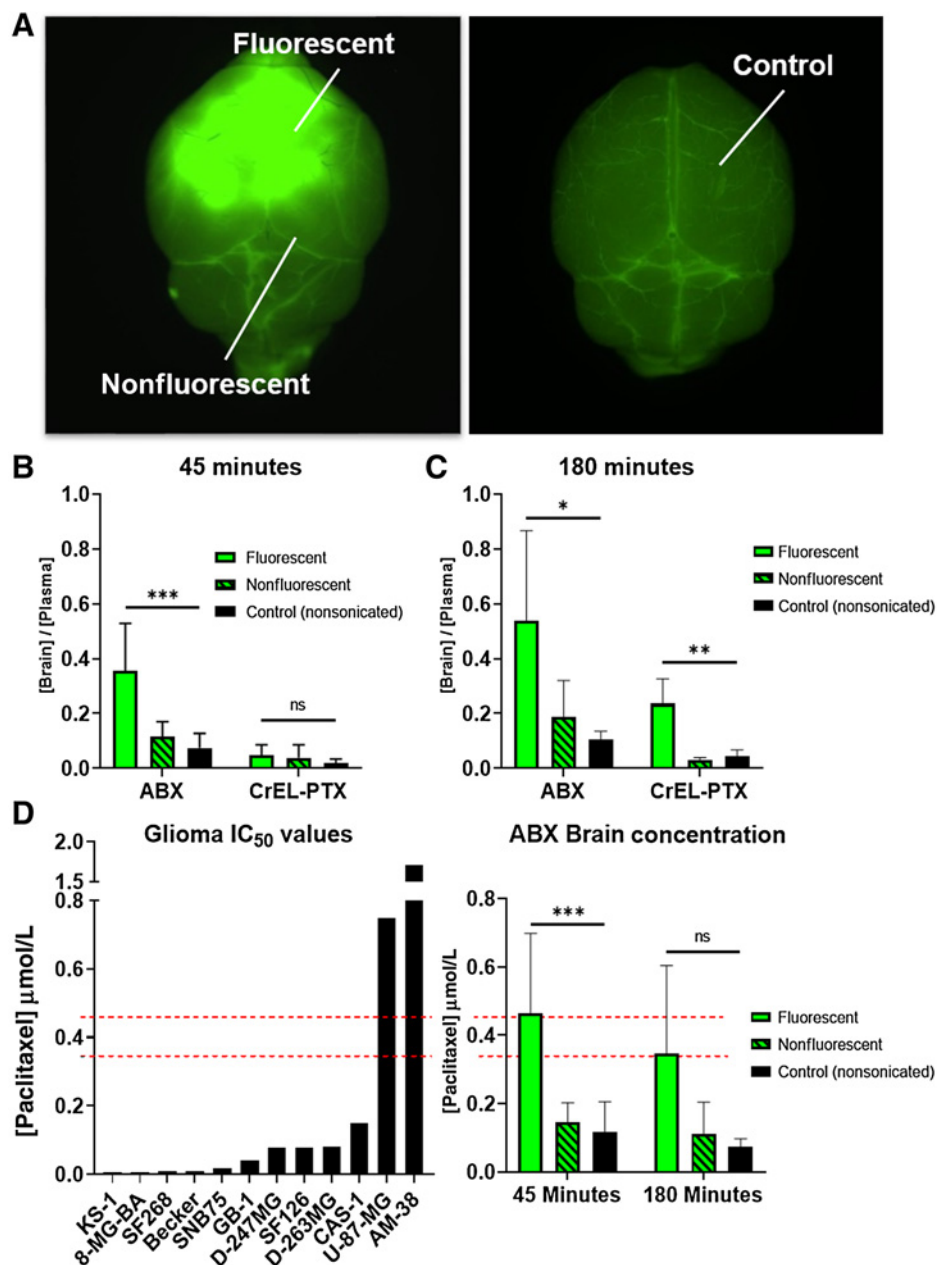 A
Fluorescent
Nonfluorescent
Control
B
45 minutes
[Brain] / [Plasma]
1.0
0.8
0.6
0.4
0.2
0.0
***
ns
Fluorescent
Nonfluorescent
Control (nonsonicated)
ABX
CrEL-PTX
C
180 minutes
[Brain] / [Plasma]
1.0
0.8
0.6
0.4
0.2
0.0
*
**
Fluorescent
Nonfluorescent
Control (nonsonicated)
ABX
CrEL-PTX
D
Glioma IC50 values
[Paclitaxel] μmol/L
2.0
1.5
0.8
0.6
0.4
0.2
0.0
KS-1
8-MG-BA
SF268
Becker
SNB75
GB-1
D-247MG
SF126
D-263MG
CAS-1
U-87-MG
AM-38
ABX Brain concentration
[Paclitaxel] μmol/L
0.8
0.6
0.4
0.2
0.0
***
ns
Fluorescent
Nonfluorescent
Control (nonsonicated)
45 Minutes
180 Minutes